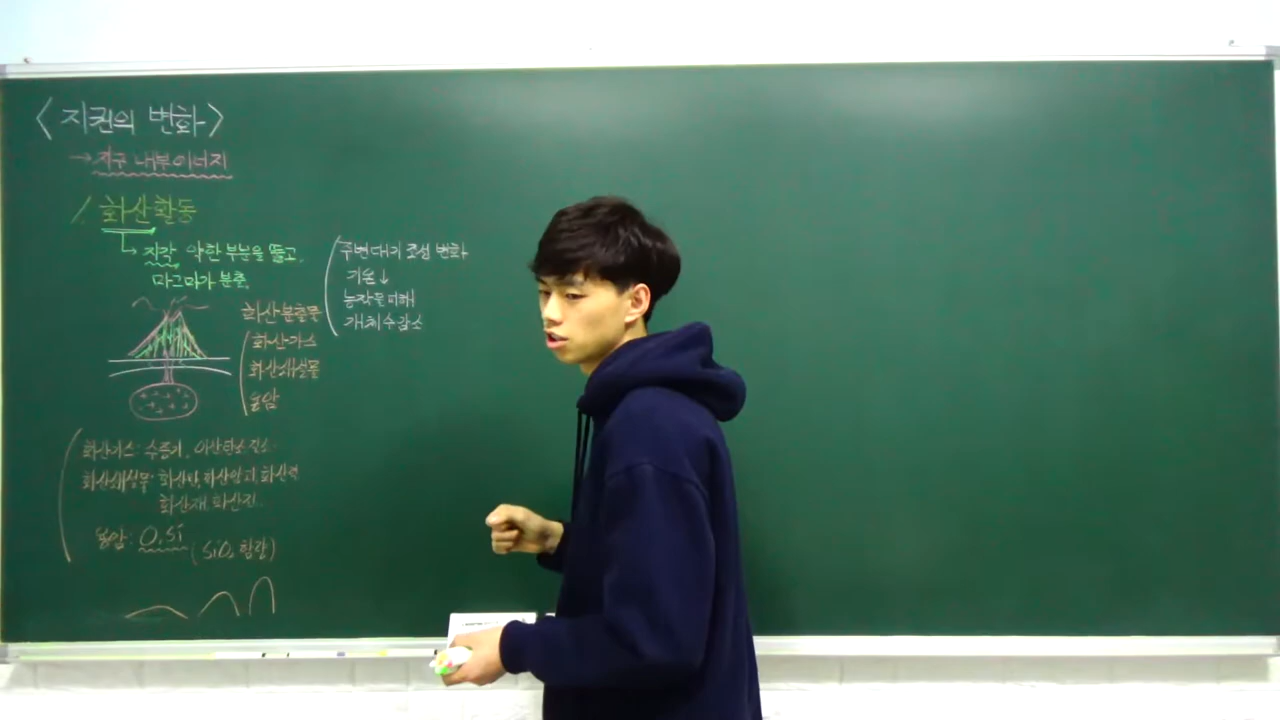 <지권의 변화>
→ 지구 내부에너지
1. 화산활동
↳ 지각 약한 부분을 뚫고,
마그마가 분출.
주변 대기 조성 변화
기온↓
농작물 피해
개체수 감소
화산분출물
화산가스
화산쇄설물
용암
화산가스: 수증기, 이산탄소, 질소
화산쇄설물: 화산탄, 화산암괴, 화산력
화산재, 화산진.
용암: O, Si
(SiO₂ 함량)